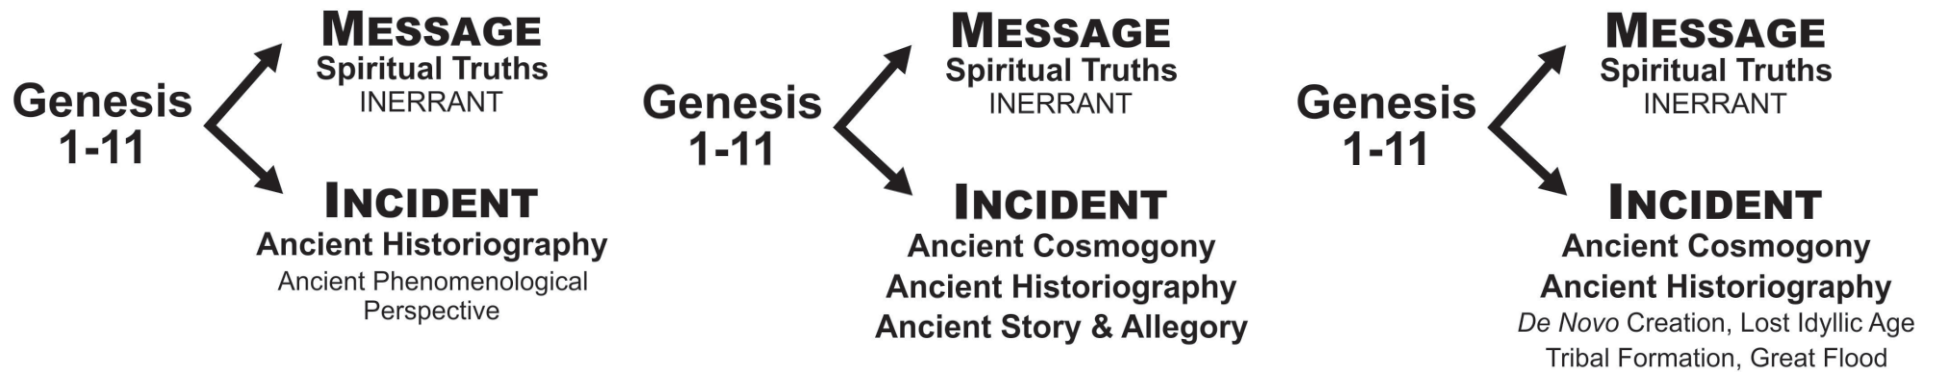 Genesis
1-11
MESSAGE
Spiritual Truths
INERRANT
INCIDENT
Ancient Historiography
Ancient Phenomenological
Perspective
Genesis
1-11
MESSAGE
Spiritual Truths
INERRANT
INCIDENT
Ancient Cosmogony
Ancient Historiography
Ancient Story & Allegory
Genesis
1-11
MESSAGE
Spiritual Truths
INERRANT
INCIDENT
Ancient Cosmogony
Ancient Historiography
De Novo Creation, Lost Idyllic Age
Tribal Formation, Great Flood